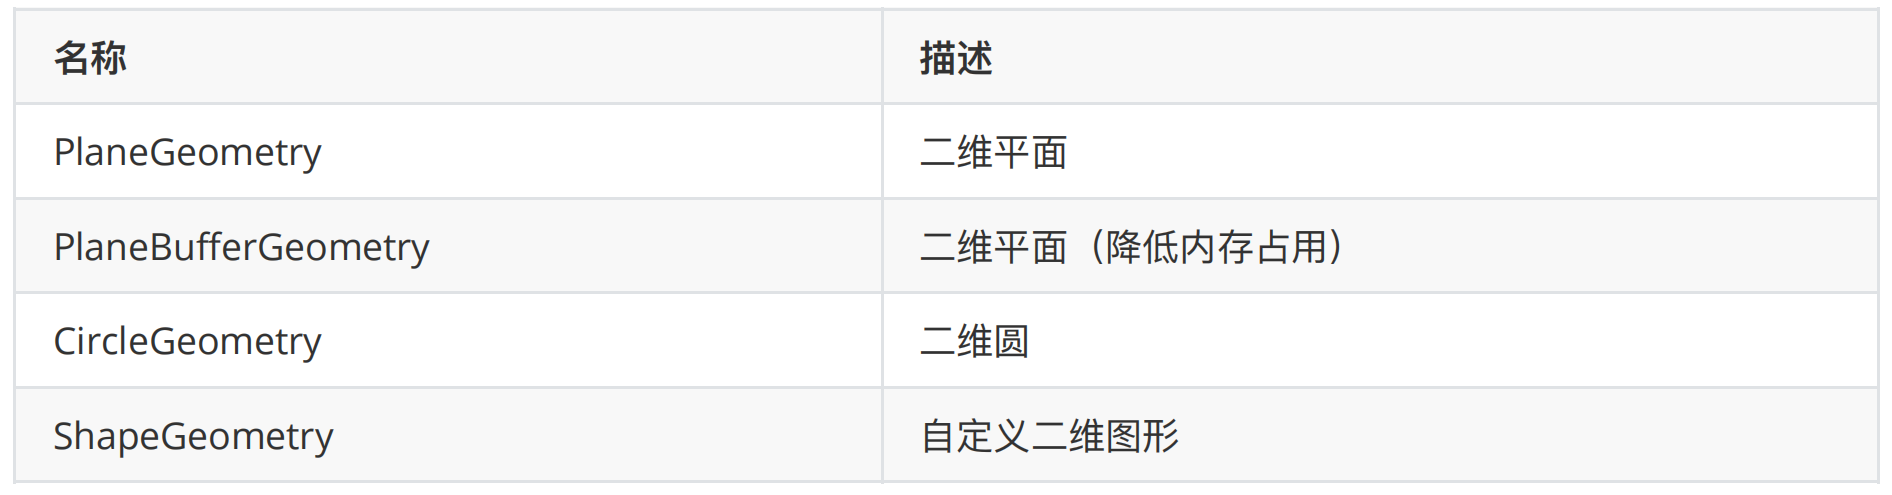 名称 描述
PlaneGeometry 二维平面
PlaneBufferGeometry 二维平面（降低内存占用）
CircleGeometry 二维圆
ShapeGeometry 自定义二维图形